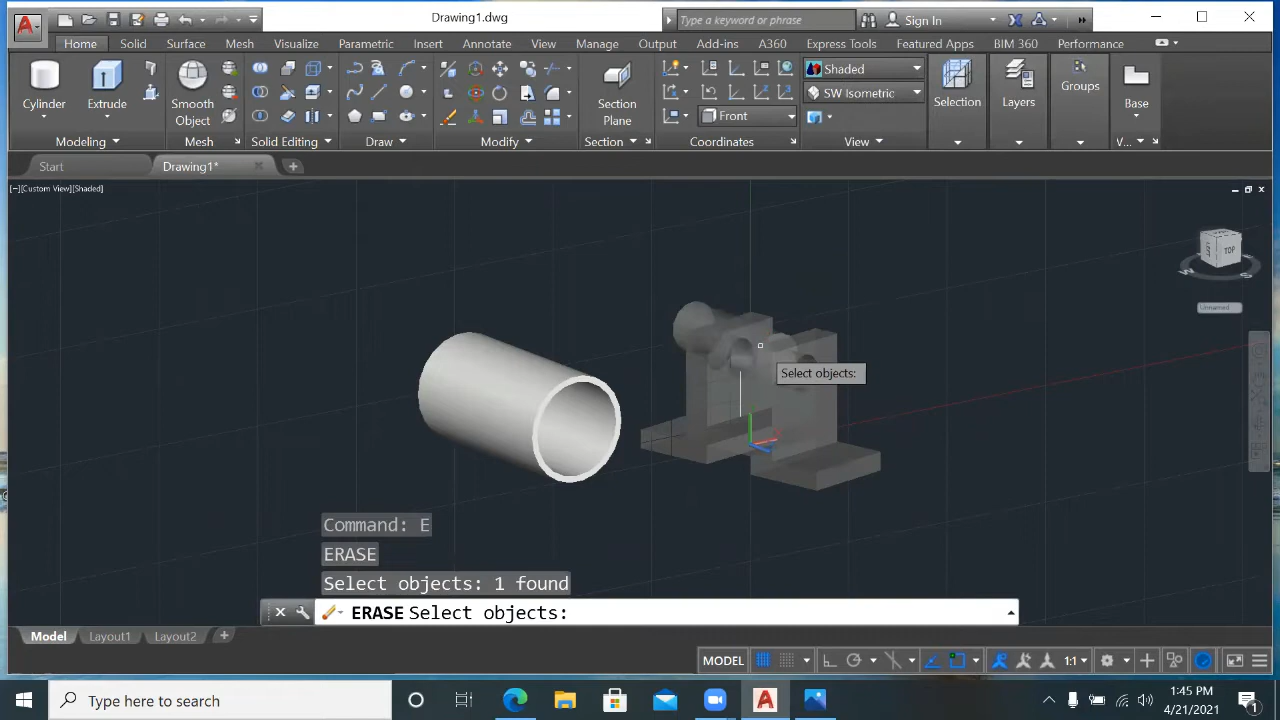 Drawing1.dwg
Type a keyword or phrase
Sign In
Home Solid Surface Mesh Visualize Parametric Insert Annotate View Manage Output Add-ins A360 Express Tools Featured Apps BIM 360 Performance
Cylinder
Extrude
Smooth
Object
Section
Plane
Shaded
SW Isometric
Front
Selection
Layers
Groups
Base
Modeling
Mesh
Solid Editing
Draw
Modify
Section
Coordinates
View
V...
Start
Drawing1*
[−][Custom View][Shaded]
LEFT
TOP
W
S
Unnamed
Select objects:
Command: E
ERASE
Select objects: 1 found
ERASE Select objects:
Model Layout1 Layout2
MODEL
1:1
Type here to search
1:45 PM
4/21/2021
1